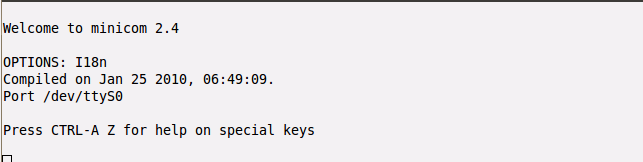 Welcome to minicom 2.4
OPTIONS: I18n
Compiled on Jan 25 2010, 06:49:09.
Port /dev/ttyS0
Press CTRL-A Z for help on special keys